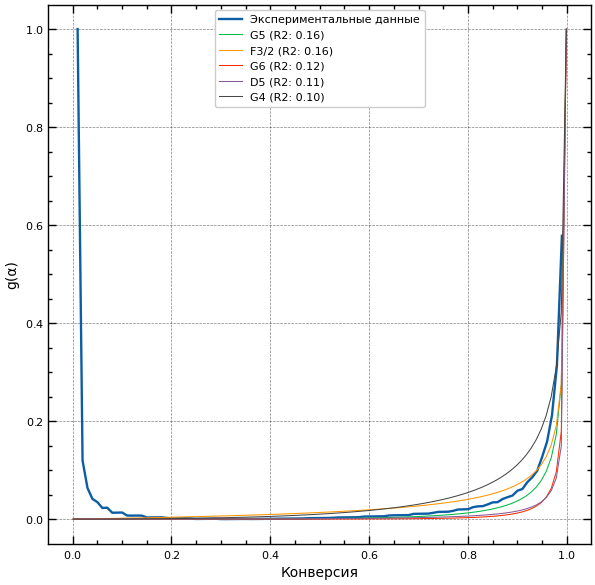 Экспериментальные данные
G5 (R2: 0.16)
F3/2 (R2: 0.16)
G6 (R2: 0.12)
D5 (R2: 0.11)
G4 (R2: 0.10)
1.0
0.8
0.6
0.4
0.2
0.0
g(α)
0.0 0.2 0.4 0.6 0.8 1.0
Конверсия